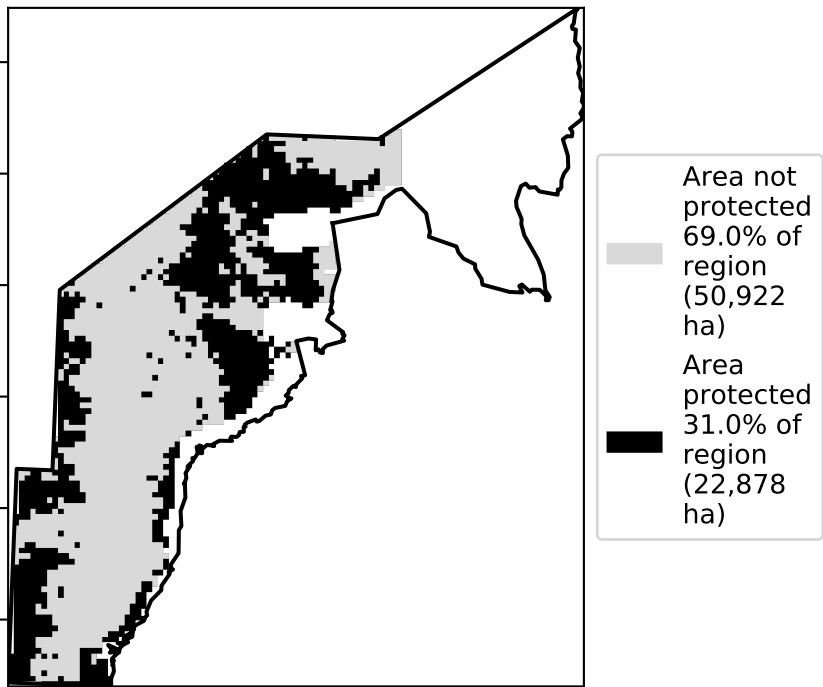 Area not
protected
69.0% of
region
(50,922
ha)
Area
protected
31.0% of
region
(22,878
ha)